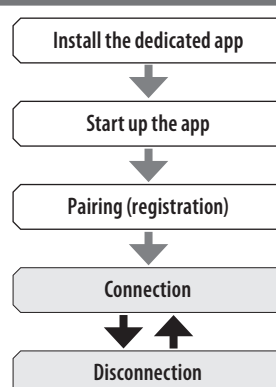 Install the dedicated app
Start up the app
Pairing (registration)
Connection
Disconnection